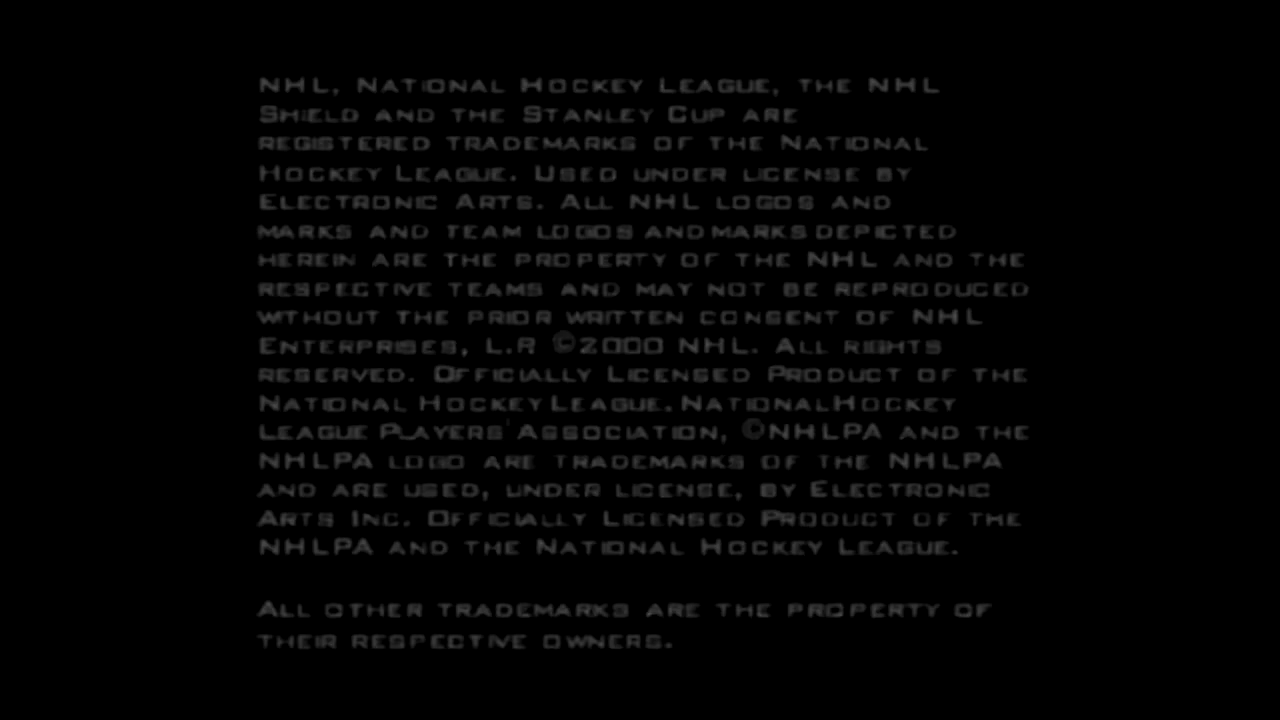 NHL, National Hockey League, the NHL
Shield and the Stanley Cup are
registered trademarks of the National
Hockey League. Used under license by
Electronic Arts. All NHL logos and
marks and team logos and marks depicted
herein are the property of the NHL and the
respective teams and may not be reproduced
without the prior written consent of NHL
Enterprises, L.P. ©2000 NHL. All rights
reserved. Officially Licensed Product of the
National Hockey League. National Hockey
League Players' Association, ©NHLPA and the
NHLPA logo are trademarks of the NHLPA
and are used, under license, by Electronic
Arts Inc. Officially Licensed Product of the
NHLPA and the National Hockey League.
All other trademarks are the property of
their respective owners.